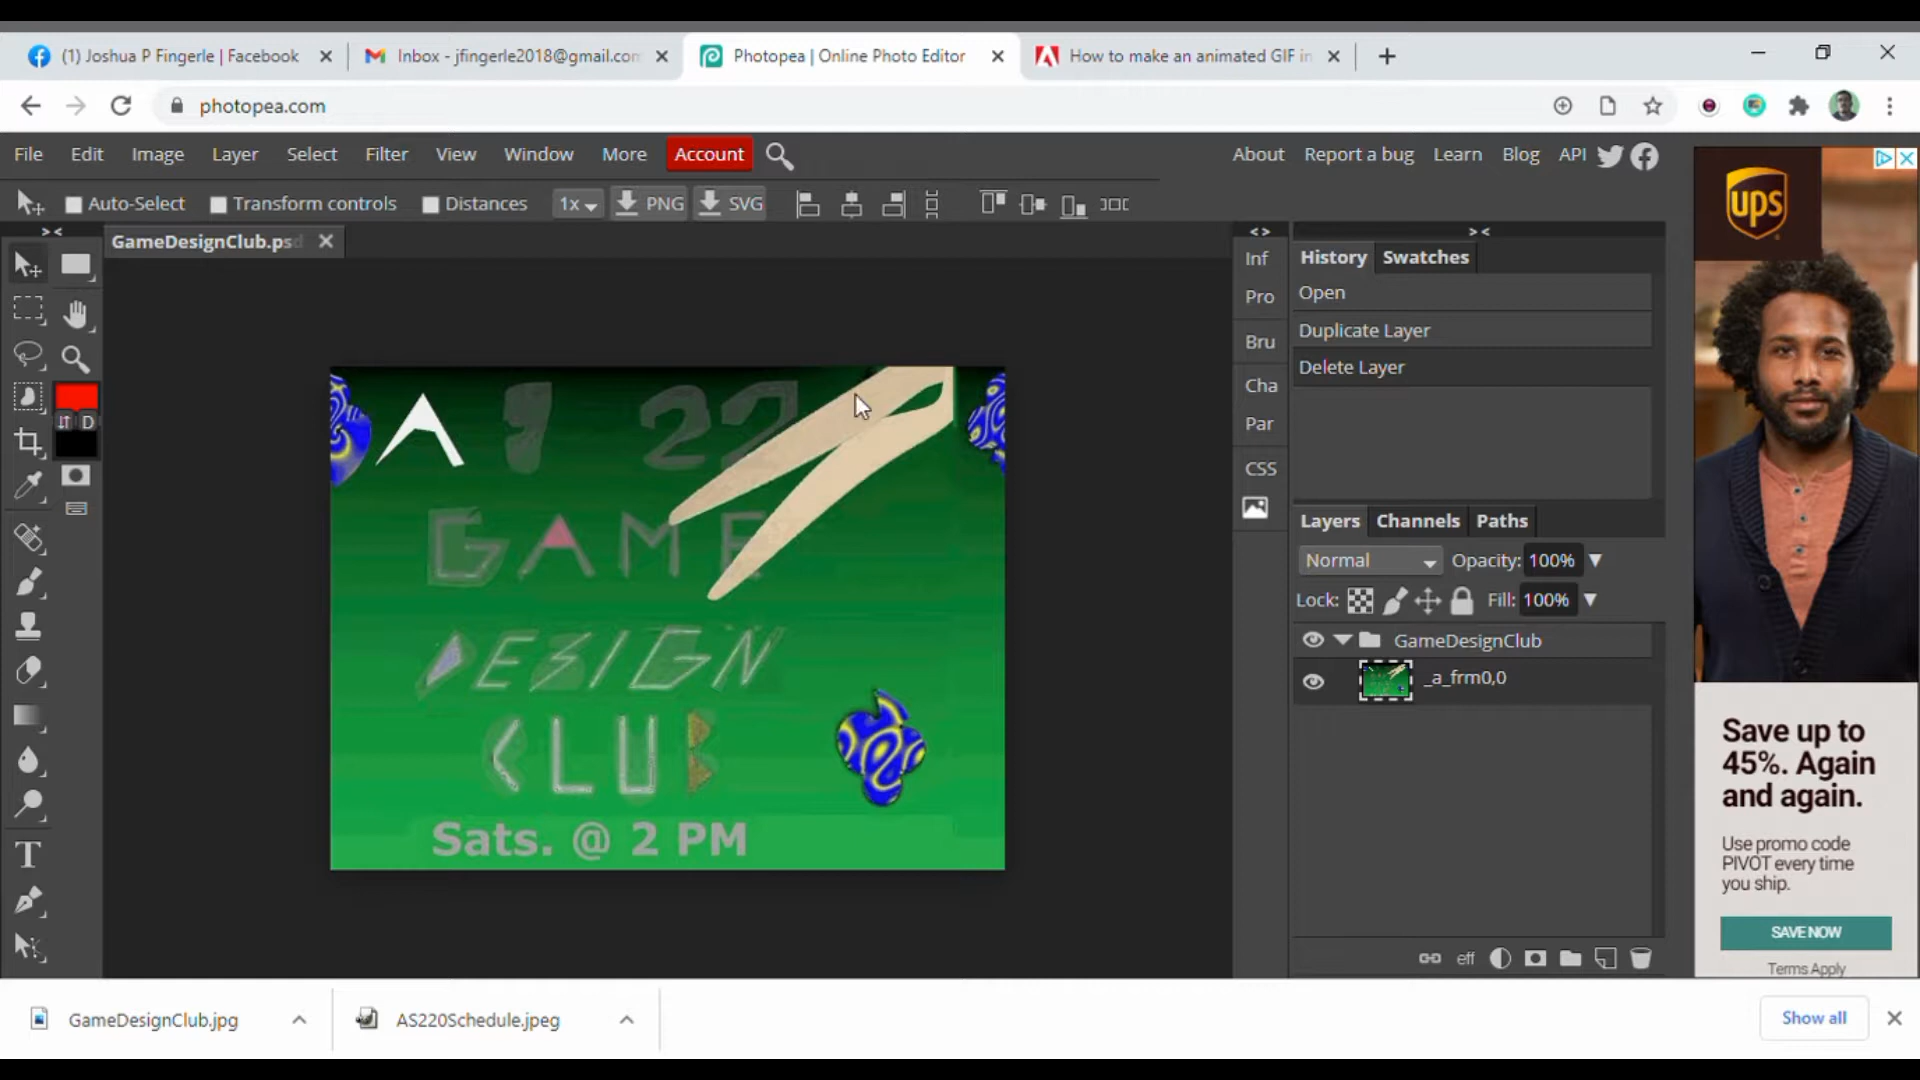 (1) Joshua P Fingerle | Facebook
Inbox - jfingerle2018@gmail.com
Photopea | Online Photo Editor
How to make an animated GIF in
photopea.com
File Edit Image Layer Select Filter View Window More Account
About Report a bug Learn Blog API
Auto-Select Transform controls Distances 1x PNG SVG
GameDesignClub.psd
D
A 22
GAME
DESIGN
CLUB
Sats. @ 2 PM
Inf
Pro
Bru
Cha
Par
CSS
History Swatches
Open
Duplicate Layer
Delete Layer
Layers Channels Paths
Normal Opacity: 100%
Lock: Fill: 100%
GameDesignClub
_a_frm0,0
eff
ups
Save up to
45%. Again
and again.
Use promo code
PIVOT every time
you ship.
SAVE NOW
Terms Apply
GameDesignClub.jpg
AS220Schedule.jpeg
Show all